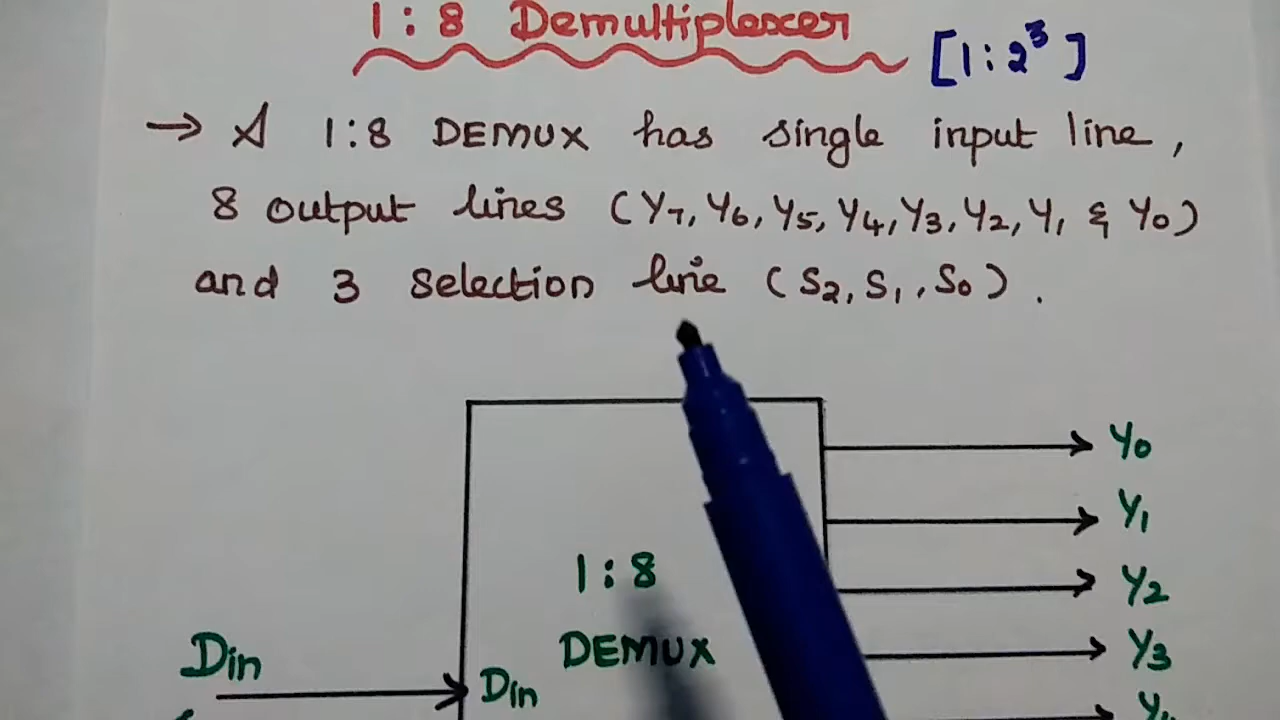 1 : 8 Demultiplexer
[1 : 2³]
→ A 1:8 DEMUX has single input line,
8 output lines (Y7, Y6, Y5, Y4, Y3, Y2, Y1 & Y0)
and 3 selection line (S2, S1, S0).
Y0
Y1
1 : 8
Y2
DEMUX
Y3
Din
Din